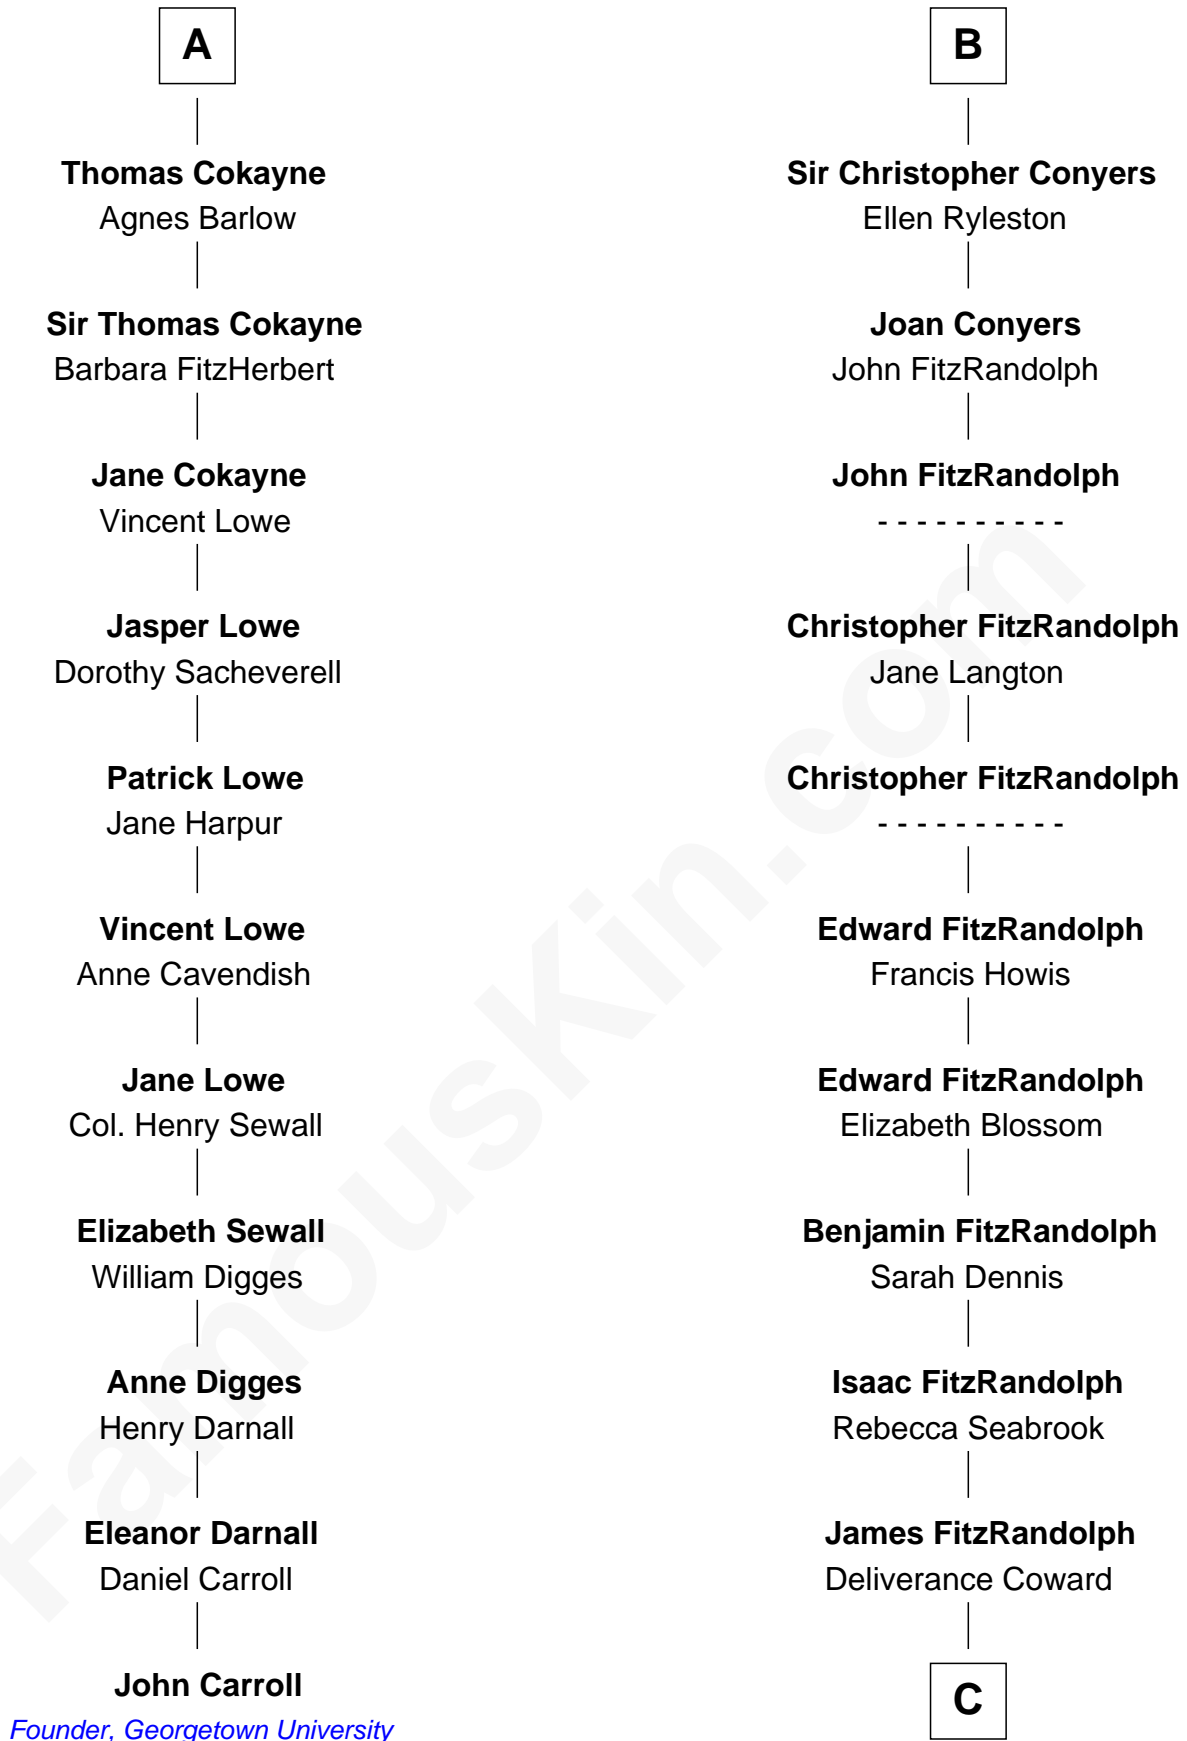 A
Thomas Cokayne
Agnes Barlow
Sir Thomas Cokayne
Barbara FitzHerbert
Jane Cokayne
Vincent Lowe
Jasper Lowe
Dorothy Sacheverell
Patrick Lowe
Jane Harpur
Vincent Lowe
Anne Cavendish
Jane Lowe
Col. Henry Sewall
Elizabeth Sewall
William Digges
Anne Digges
Henry Darnall
Eleanor Darnall
Daniel Carroll
John Carroll
Founder, Georgetown University
B
Sir Christopher Conyers
Ellen Ryleston
Joan Conyers
John FitzRandolph
John FitzRandolph
- - - - - - - - - -
Christopher FitzRandolph
Jane Langton
Christopher FitzRandolph
- - - - - - - - - -
Edward FitzRandolph
Francis Howis
Edward FitzRandolph
Elizabeth Blossom
Benjamin FitzRandolph
Sarah Dennis
Isaac FitzRandolph
Rebecca Seabrook
James FitzRandolph
Deliverance Coward
C
FamousKin.com